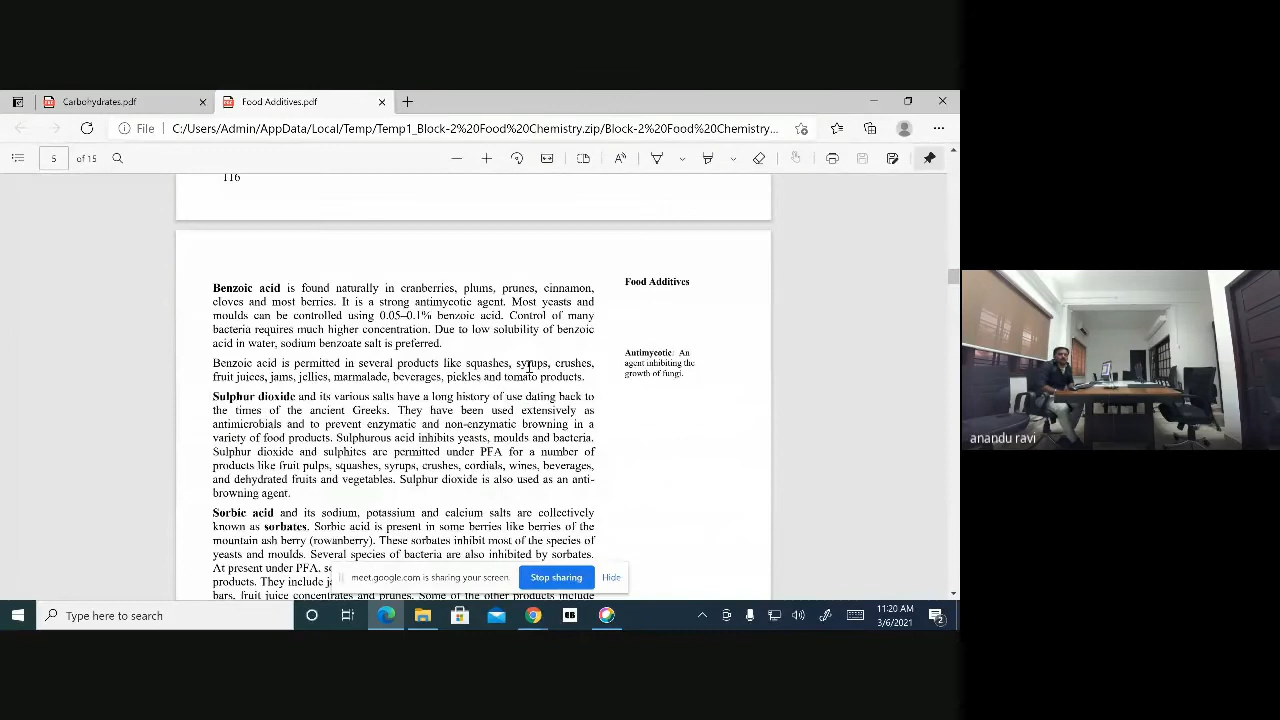 Carbohydrates.pdf
Food Additives.pdf
File
C:/Users/Admin/AppData/Local/Temp/Temp1_Block-2%20Food%20Chemistry.zip/Block-2%20Food%20Chemistry...
5
of 15
116
Benzoic acid is found naturally in cranberries, plums, prunes, cinnamon,
cloves and most berries. It is a strong antimycotic agent. Most yeasts and
moulds can be controlled using 0.05–0.1% benzoic acid. Control of many
bacteria requires much higher concentration. Due to low solubility of benzoic
acid in water, sodium benzoate salt is preferred.
Food Additives
Antimycotic: An
agent inhibiting the
growth of fungi.
Benzoic acid is permitted in several products like squashes, syrups, crushes,
fruit juices, jams, jellies, marmalade, beverages, pickles and tomato products.
Sulphur dioxide and its various salts have a long history of use dating back to
the times of the ancient Greeks. They have been used extensively as
antimicrobials and to prevent enzymatic and non-enzymatic browning in a
variety of food products. Sulphurous acid inhibits yeasts, moulds and bacteria.
Sulphur dioxide and sulphites are permitted under PFA for a number of
products like fruit pulps, squashes, syrups, crushes, cordials, wines, beverages,
and dehydrated fruits and vegetables. Sulphur dioxide is also used as an anti-
browning agent.
Sorbic acid and its sodium, potassium and calcium salts are collectively
known as sorbates. Sorbic acid is present in some berries like berries of the
mountain ash berry (rowanberry). These sorbates inhibit most of the species of
yeasts and moulds. Several species of bacteria are also inhibited by sorbates.
At present under PFA,
products. They include
bars, fruit juice concentrates and prunes. Some of the other products include
meet.google.com is sharing your screen.
Stop sharing
Hide
anandu ravi
Type here to search
11:20 AM
3/6/2021
2